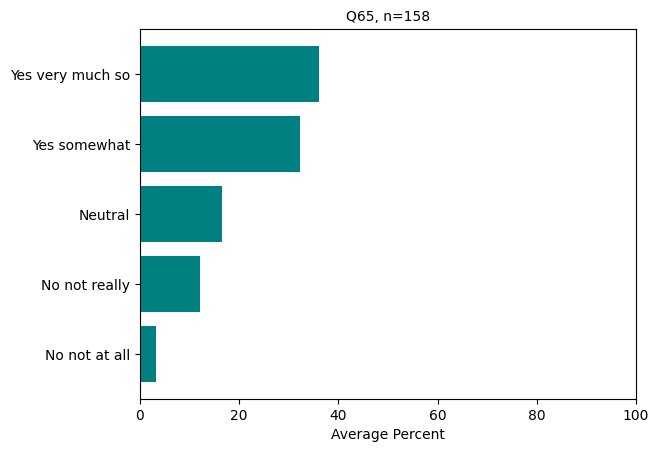 Q65, n=158
Yes very much so
Yes somewhat
Neutral
No not really
No not at all
0 20 40 60 80 100
Average Percent